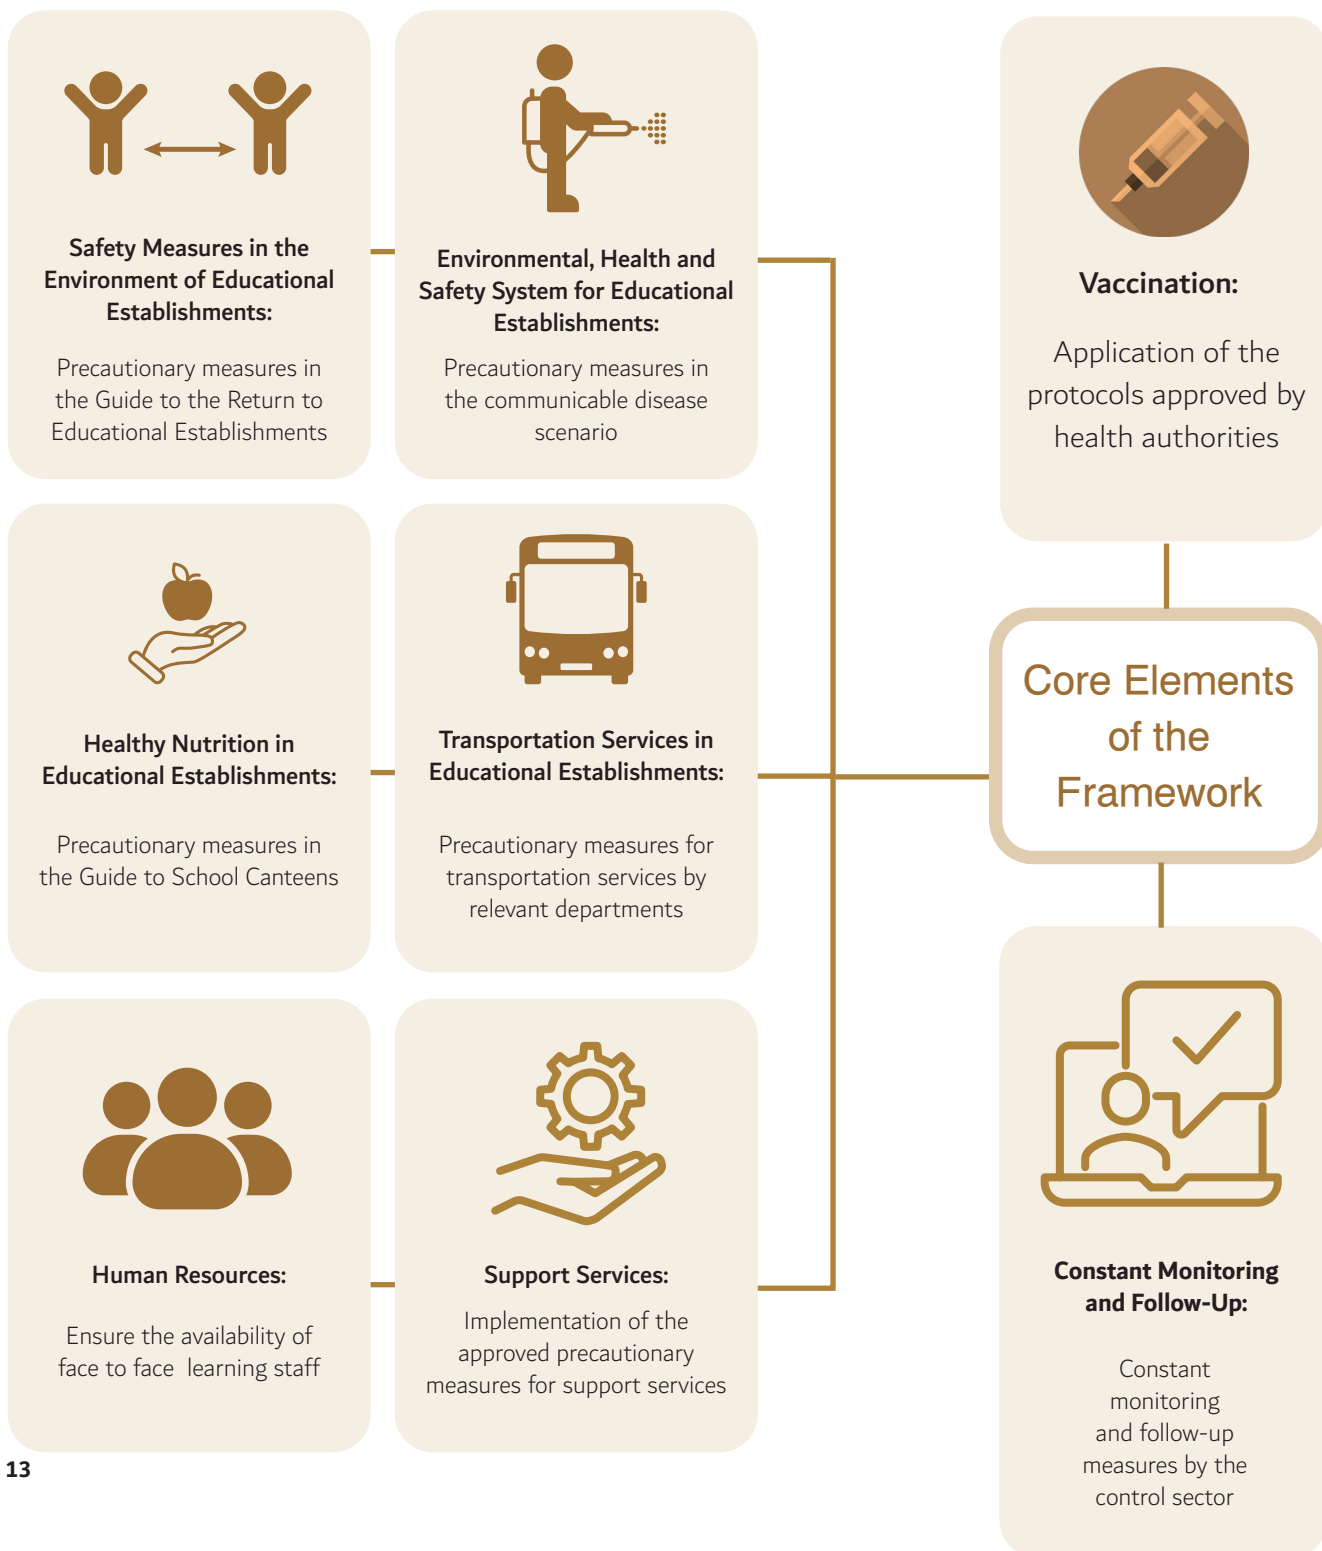 Safety Measures in the
Environment of Educational
Establishments:
Precautionary measures in
the Guide to the Return to
Educational Establishments
Environmental, Health and
Safety System for Educational
Establishments:
Precautionary measures in
the communicable disease
scenario
Vaccination:
Application of the
protocols approved by
health authorities
Healthy Nutrition in
Educational Establishments:
Precautionary measures in
the Guide to School Canteens
Transportation Services in
Educational Establishments:
Precautionary measures for
transportation services by
relevant departments
Core Elements
of the
Framework
Human Resources:
Ensure the availability of
face to face learning staff
Support Services:
Implementation of the
approved precautionary
measures for support services
Constant Monitoring
and Follow-Up:
Constant
monitoring
and follow-up
measures by the
control sector
13